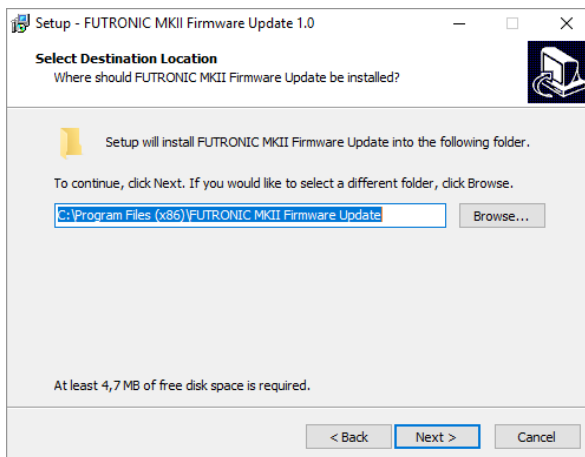 Setup - FUTRONIC MKII Firmware Update 1.0
Select Destination Location
Where should FUTRONIC MKII Firmware Update be installed?
Setup will install FUTRONIC MKII Firmware Update into the following folder.
To continue, click Next. If you would like to select a different folder, click Browse.
C:\Program Files (x86)\FUTRONIC MKII Firmware Update
Browse...
At least 4,7 MB of free disk space is required.
< Back
Next >
Cancel